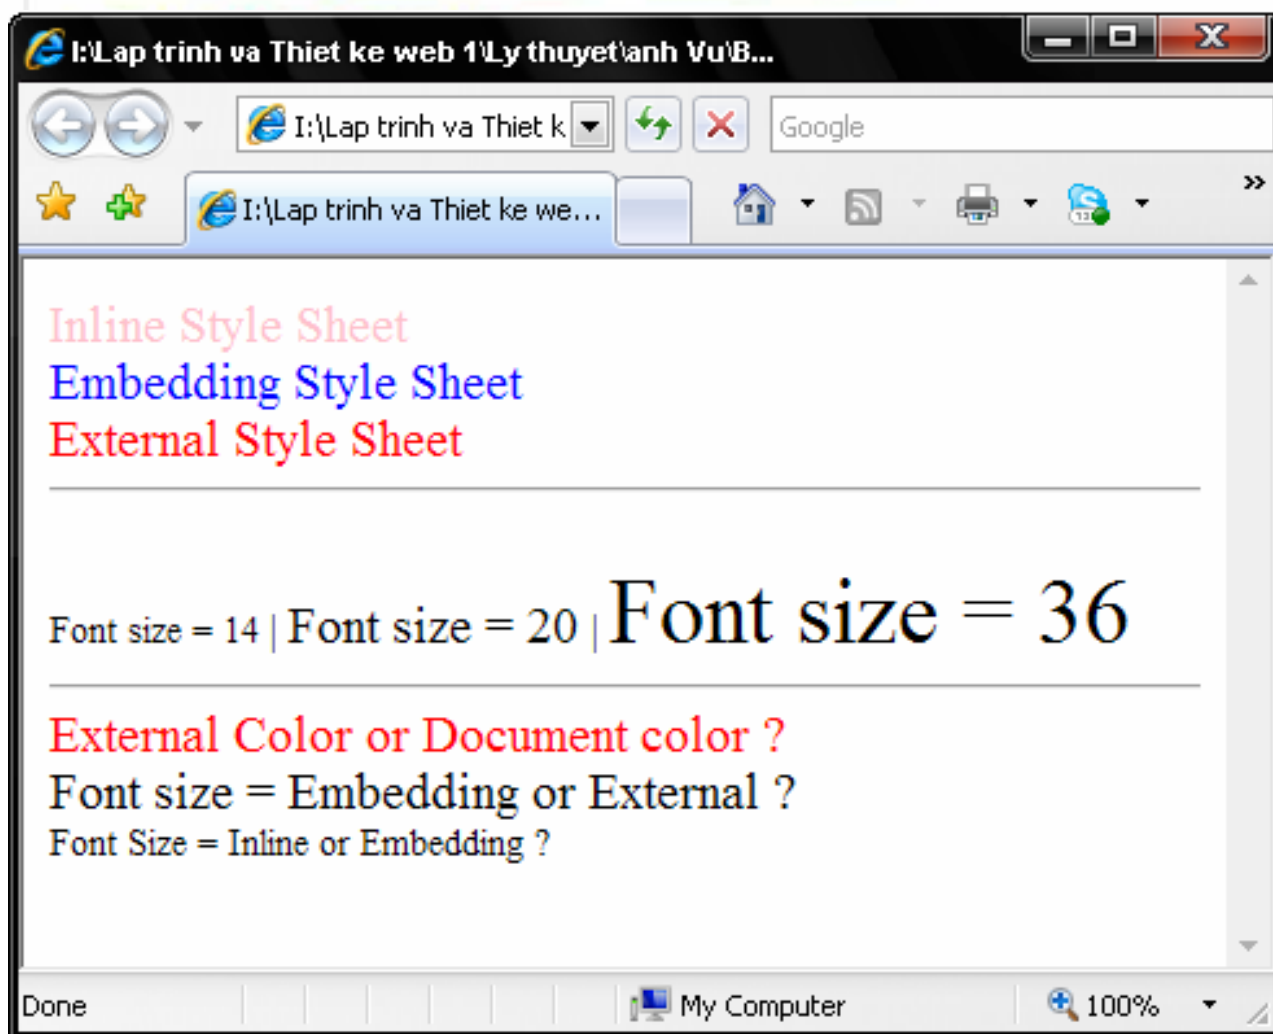 I:\Lap trinh va Thiet ke web 1\Ly thuyet\anh Vu\B...
I:\Lap trinh va Thiet k
Google
I:\Lap trinh va Thiet ke we...
»
Inline Style Sheet
Embedding Style Sheet
External Style Sheet
Font size = 14 | Font size = 20 | Font size = 36
External Color or Document color ?
Font size = Embedding or External ?
Font Size = Inline or Embedding ?
Done My Computer 100%